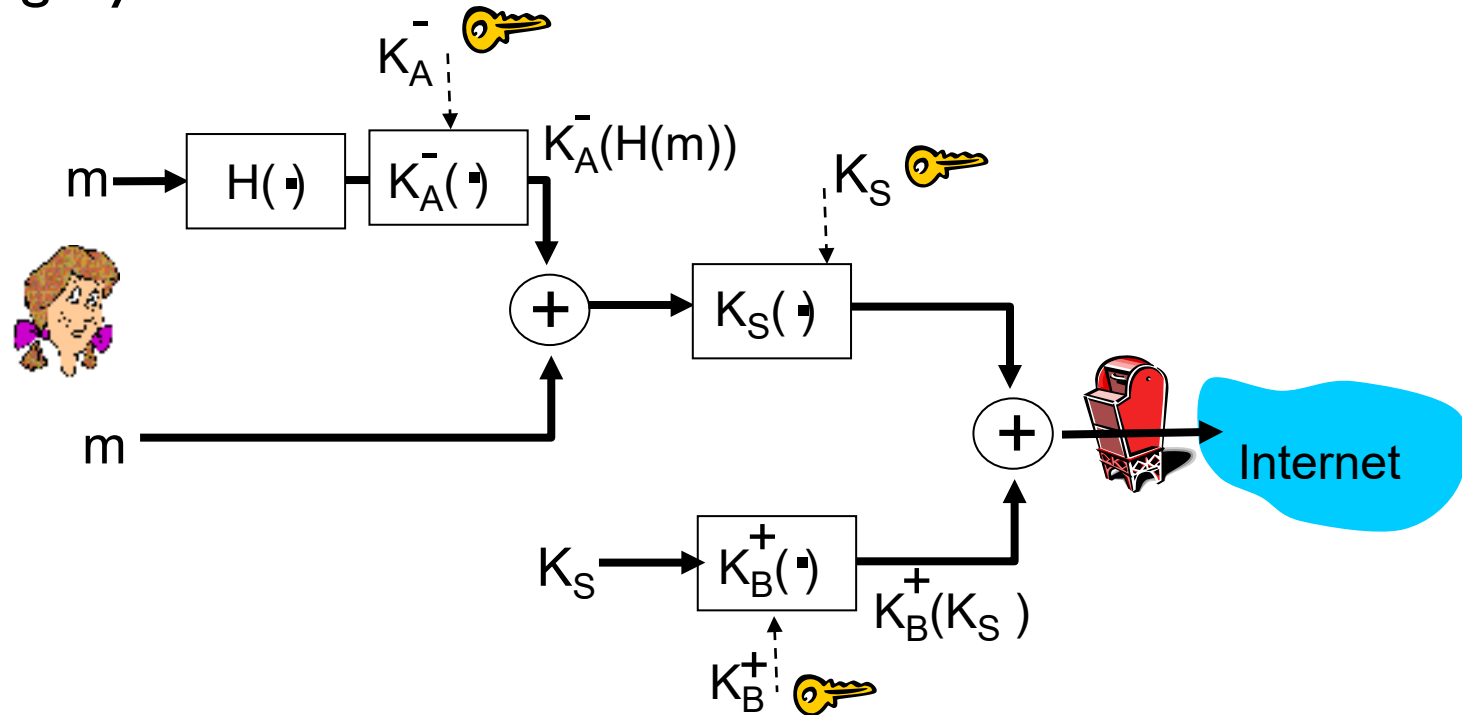 K_A^-
K_A^-(H(m))
m
H(·)
K_A^-(·)
K_S
+
K_S(·)
m
+
Internet
K_S
K_B^+(·)
K_B^+(K_S )
K_B^+